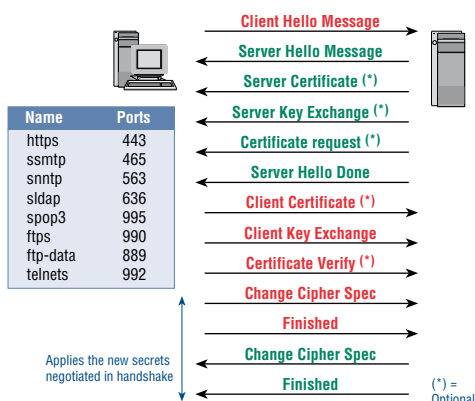 Client Hello Message
Server Hello Message
Server Certificate (*)
Server Key Exchange (*)
Certificate request (*)
Server Hello Done
Client Certificate (*)
Client Key Exchange
Certificate Verify (*)
Change Cipher Spec
Finished
Change Cipher Spec
Finished
Name Ports
https 443
ssmtp 465
snntp 563
sldap 636
spop3 995
ftps 990
ftp-data 889
telnets 992
Applies the new secrets
negotiated in handshake
(*) =
Optional